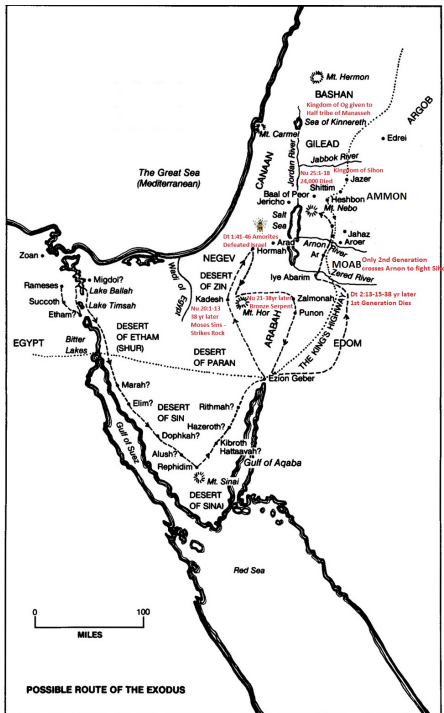 Mt. Hermon
BASHAN
Kingdom of Og given to
Half tribe of Manasseh
ARGOB
Sea of Kinnereth
Mt. Carmel
Edrei
GILEAD
Jabbok River
The Great Sea
(Mediterranean)
CANAAN
Jordan River
Nu 25:1-18
24,000 Died
Kingdom of Sihon
Jazer
Shittim
Baal of Peor
Jericho
Heshbon
AMMON
Mt. Nebo
Salt
Sea
Dt 1:41-46 Amorites
Defeated Israel
Jahaz
Aroer
Arad
Hormah
Arnon River
Ar
MOAB
Only 2nd Generation
crosses Arnon to fight
Zoan
NEGEV
Wadi of Egypt
DESERT
OF ZIN
Iye Abarim
Zered River
Migdol?
Rameses
Lake Ballah
Succoth
Lake Timsah
Etham?
Kadesh
Nu 20:1-13
38 yr later
Moses Sins -
Strikes Rock
Nu 21-38yr later
Bronze Serpent
Mt. Hor
Zalmonah
Punon
Dt 2:13-15-38 yr later
1st Generation Dies
ARABAH
THE KING'S HIGHWAY
EDOM
EGYPT
Bitter
Lakes
DESERT
OF ETHAM
(SHUR)
DESERT
OF PARAN
Ezion Geber
Marah?
Elim?
DESERT
OF SIN
Rithmah?
Hazeroth?
Dophkah?
Kibroth
Hattaavah?
Alush?
Rephidim
Gulf of Suez
Gulf of Aqaba
Mt. Sinai
DESERT
OF SINAI
Red Sea
0 100
MILES
POSSIBLE ROUTE OF THE EXODUS